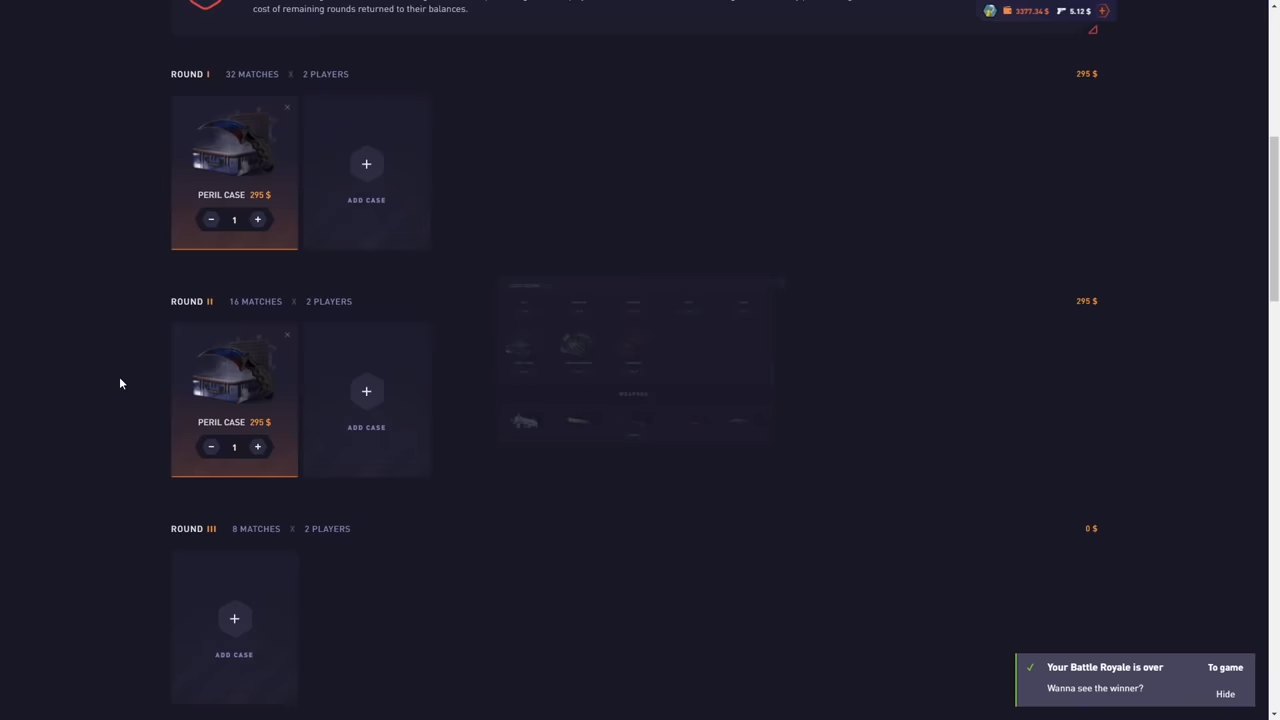 cost of remaining rounds returned to their balances.
3377.34 $ 5.12 $
ROUND I 32 MATCHES X 2 PLAYERS 295 $
PERIL CASE 295 $
1
ADD CASE
ROUND II 16 MATCHES X 2 PLAYERS 295 $
WEAPONS
PERIL CASE 295 $
1
ADD CASE
ROUND III 8 MATCHES X 2 PLAYERS 0 $
ADD CASE
Your Battle Royale is over To game
Wanna see the winner? Hide